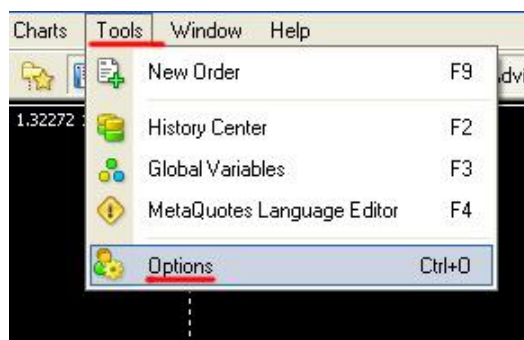 Charts Tools Window Help
New Order F9
History Center F2
Global Variables F3
MetaQuotes Language Editor F4
Options Ctrl+O
1.32272